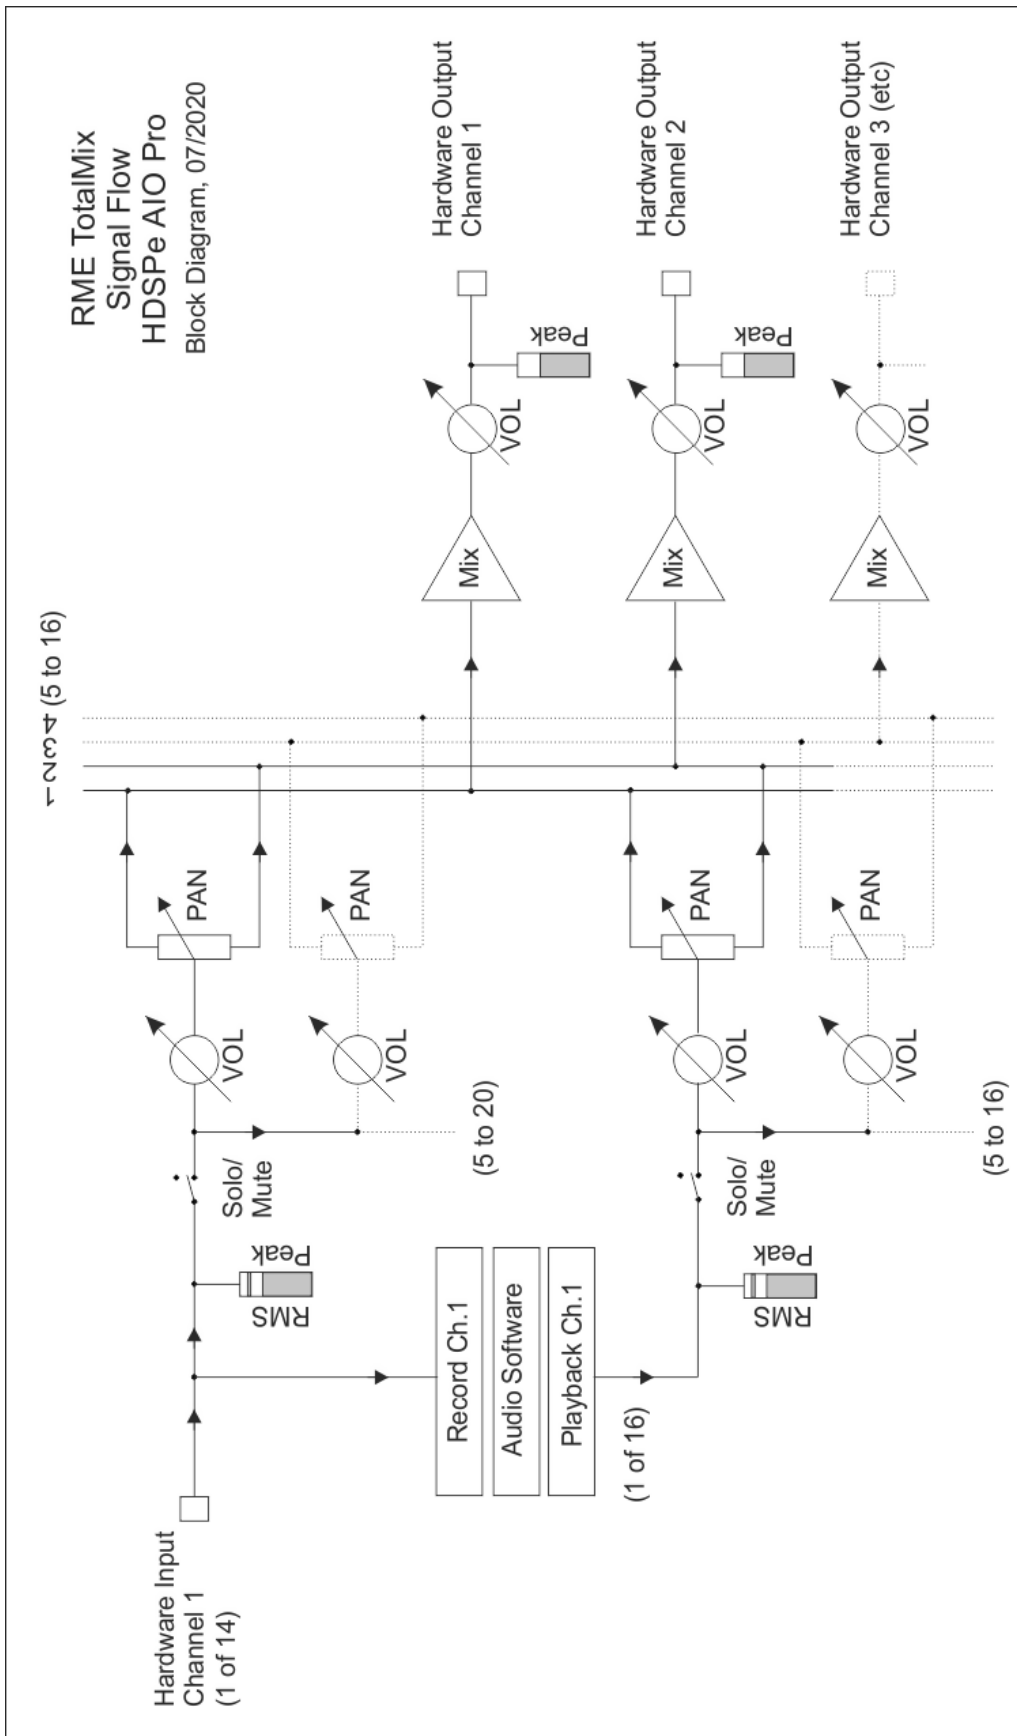 RME TotalMix
Signal Flow
HDSPe AIO Pro
Block Diagram, 07/2020
1 2 3 4 (5 to 16)
Hardware Input
Channel 1
(1 of 14)
RMS
Peak
Solo/
Mute
VOL
PAN
VOL
PAN
(5 to 20)
Record Ch.1
Audio Software
Playback Ch.1
(1 of 16)
RMS
Peak
Solo/
Mute
VOL
PAN
VOL
PAN
(5 to 16)
Mix
VOL
Peak
Hardware Output
Channel 1
Mix
VOL
Peak
Hardware Output
Channel 2
Mix
VOL
Hardware Output
Channel 3 (etc)